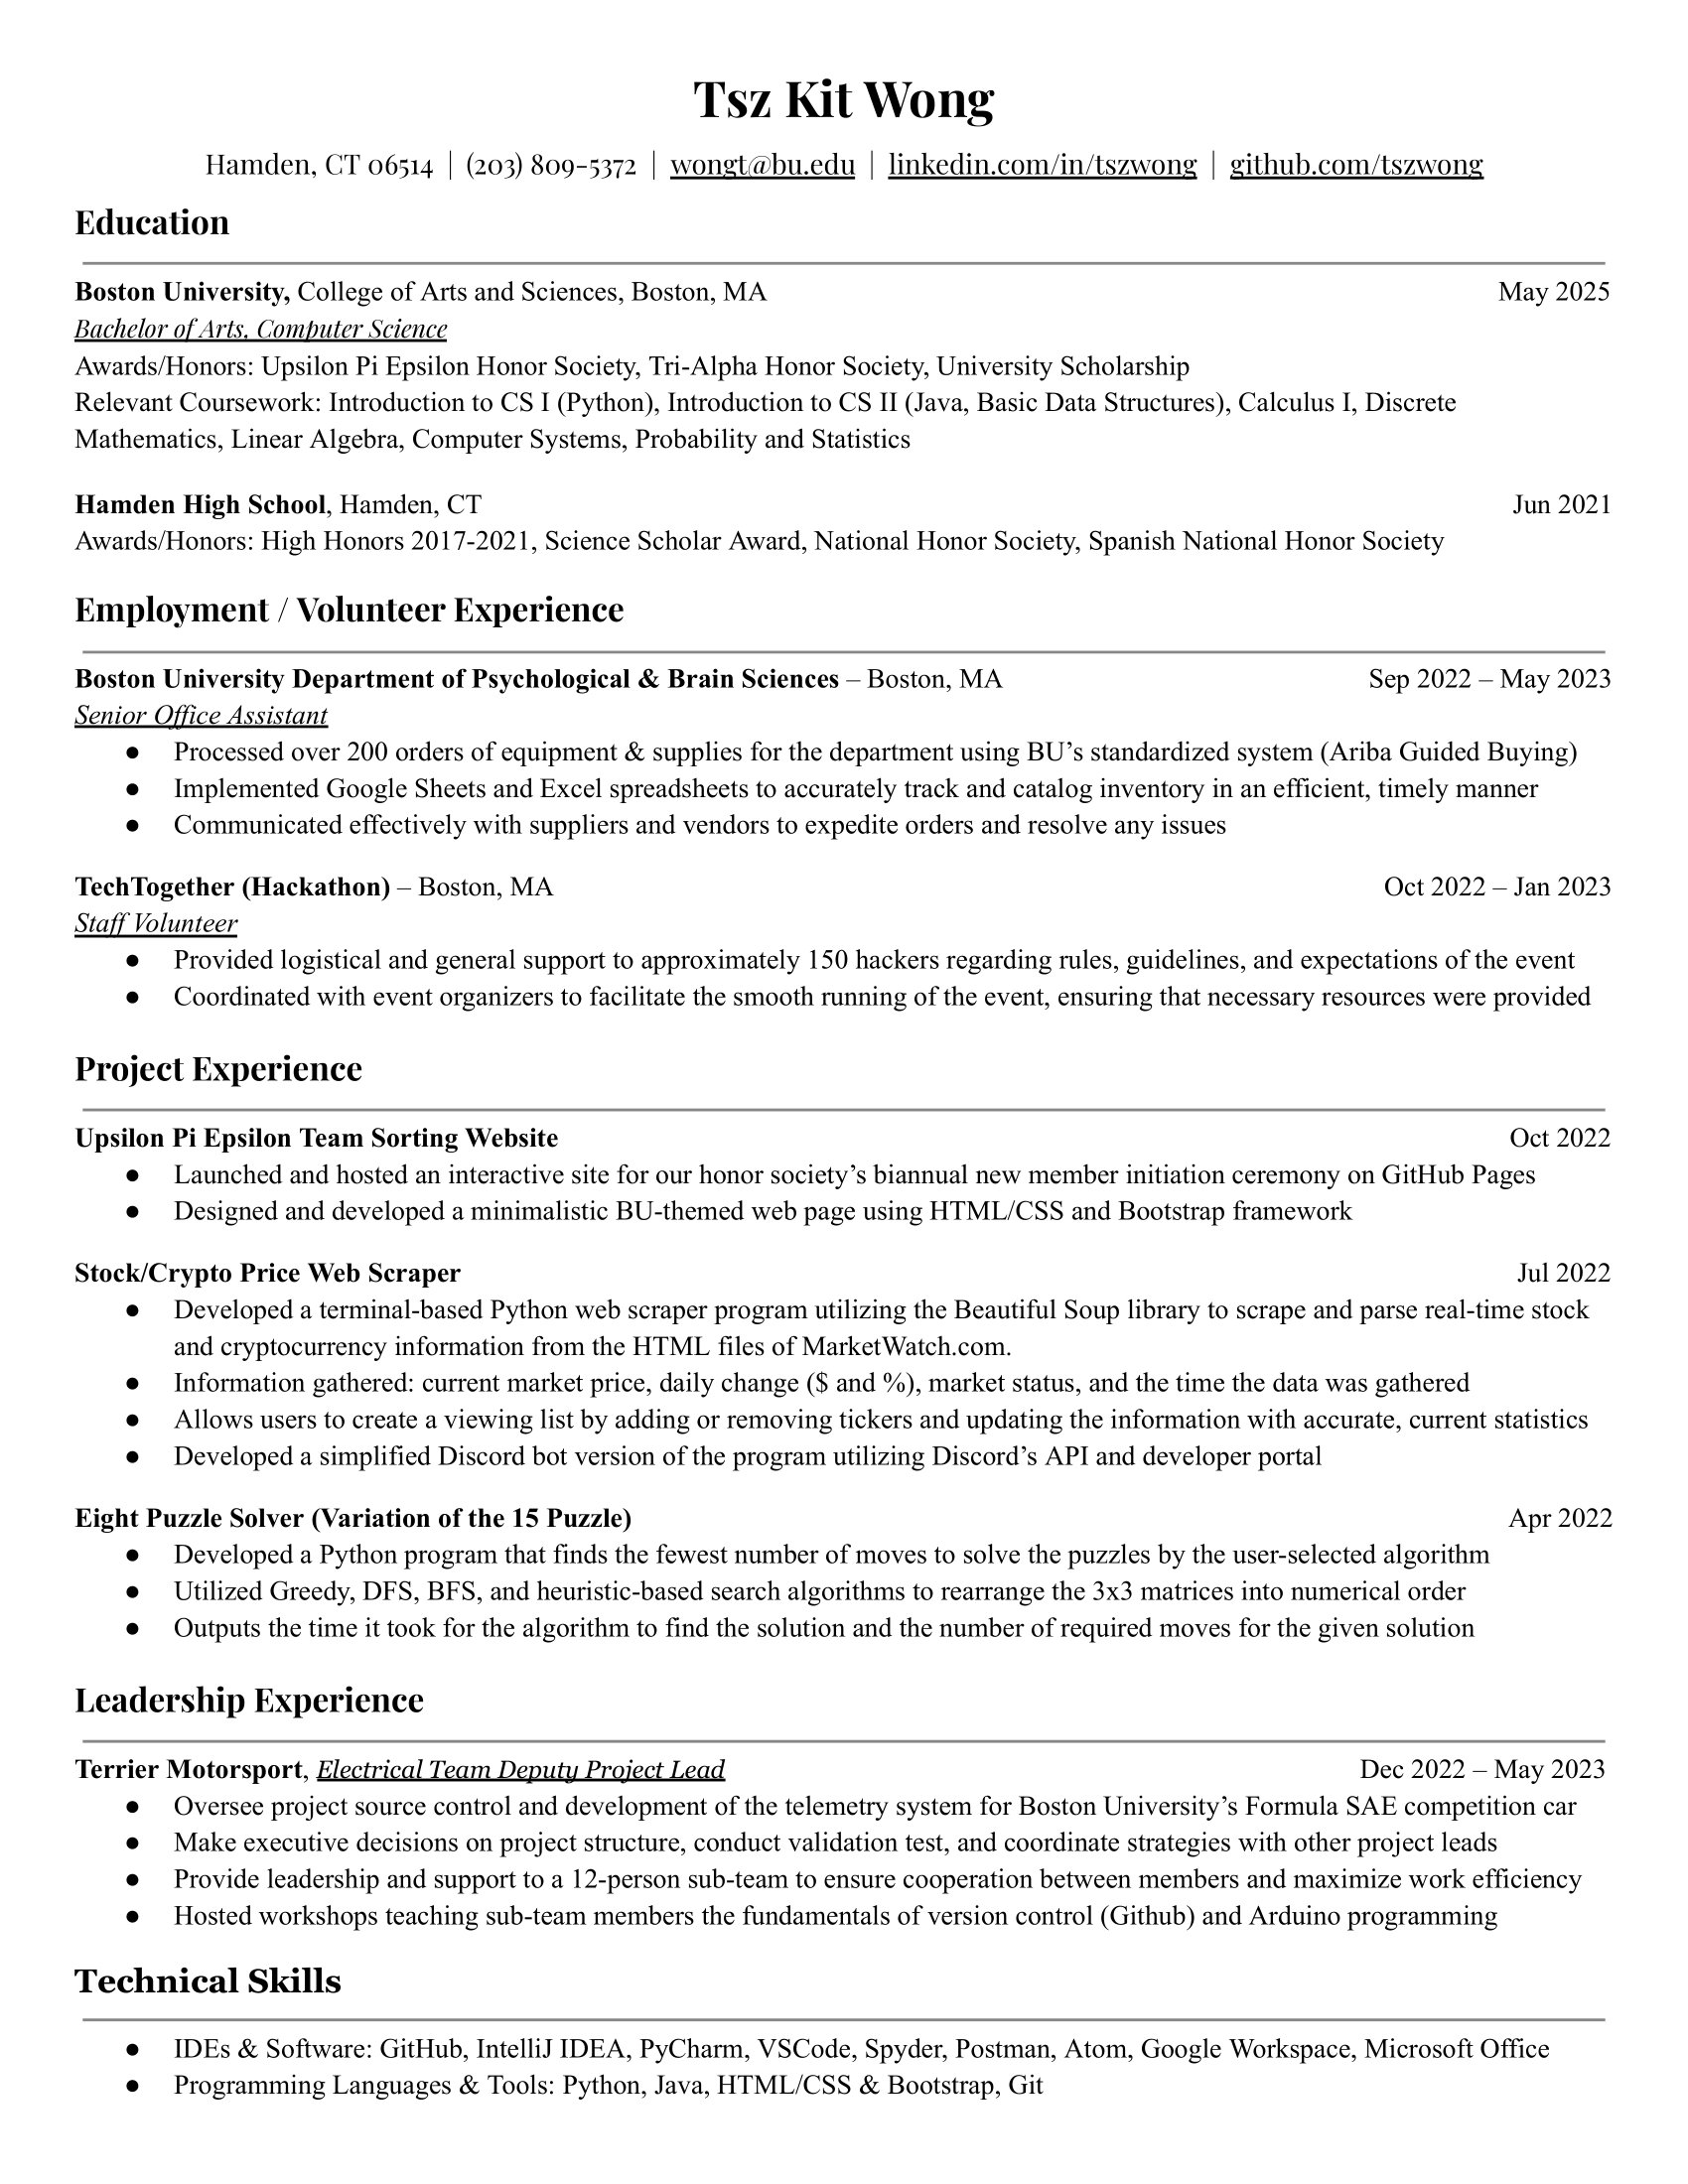 Tsz Kit Wong
Hamden, CT 06514 | (203) 809-5372 | wongt@bu.edu | linkedin.com/in/tszwong | github.com/tszwong
Education
Boston University, College of Arts and Sciences, Boston, MA May 2025
Bachelor of Arts, Computer Science
Awards/Honors: Upsilon Pi Epsilon Honor Society, Tri-Alpha Honor Society, University Scholarship
Relevant Coursework: Introduction to CS I (Python), Introduction to CS II (Java, Basic Data Structures), Calculus I, Discrete
Mathematics, Linear Algebra, Computer Systems, Probability and Statistics
Hamden High School, Hamden, CT Jun 2021
Awards/Honors: High Honors 2017-2021, Science Scholar Award, National Honor Society, Spanish National Honor Society
Employment / Volunteer Experience
Boston University Department of Psychological & Brain Sciences – Boston, MA Sep 2022 – May 2023
Senior Office Assistant
● Processed over 200 orders of equipment & supplies for the department using BU’s standardized system (Ariba Guided Buying)
● Implemented Google Sheets and Excel spreadsheets to accurately track and catalog inventory in an efficient, timely manner
● Communicated effectively with suppliers and vendors to expedite orders and resolve any issues
TechTogether (Hackathon) – Boston, MA Oct 2022 – Jan 2023
Staff Volunteer
● Provided logistical and general support to approximately 150 hackers regarding rules, guidelines, and expectations of the event
● Coordinated with event organizers to facilitate the smooth running of the event, ensuring that necessary resources were provided
Project Experience
Upsilon Pi Epsilon Team Sorting Website Oct 2022
● Launched and hosted an interactive site for our honor society’s biannual new member initiation ceremony on GitHub Pages
● Designed and developed a minimalistic BU-themed web page using HTML/CSS and Bootstrap framework
Stock/Crypto Price Web Scraper Jul 2022
● Developed a terminal-based Python web scraper program utilizing the Beautiful Soup library to scrape and parse real-time stock
and cryptocurrency information from the HTML files of MarketWatch.com.
● Information gathered: current market price, daily change ($ and %), market status, and the time the data was gathered
● Allows users to create a viewing list by adding or removing tickers and updating the information with accurate, current statistics
● Developed a simplified Discord bot version of the program utilizing Discord’s API and developer portal
Eight Puzzle Solver (Variation of the 15 Puzzle) Apr 2022
● Developed a Python program that finds the fewest number of moves to solve the puzzles by the user-selected algorithm
● Utilized Greedy, DFS, BFS, and heuristic-based search algorithms to rearrange the 3x3 matrices into numerical order
● Outputs the time it took for the algorithm to find the solution and the number of required moves for the given solution
Leadership Experience
Terrier Motorsport, Electrical Team Deputy Project Lead Dec 2022 – May 2023
● Oversee project source control and development of the telemetry system for Boston University’s Formula SAE competition car
● Make executive decisions on project structure, conduct validation test, and coordinate strategies with other project leads
● Provide leadership and support to a 12-person sub-team to ensure cooperation between members and maximize work efficiency
● Hosted workshops teaching sub-team members the fundamentals of version control (Github) and Arduino programming
Technical Skills
● IDEs & Software: GitHub, IntelliJ IDEA, PyCharm, VSCode, Spyder, Postman, Atom, Google Workspace, Microsoft Office
● Programming Languages & Tools: Python, Java, HTML/CSS & Bootstrap, Git